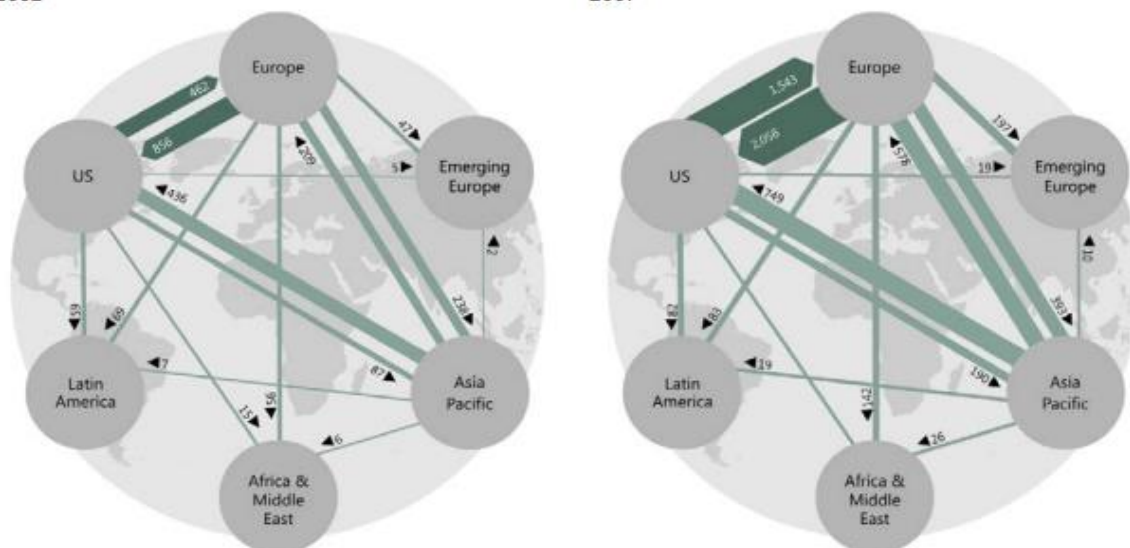 Europe
462
856
47
209
US
5
Emerging
Europe
436
2
59
69
238
87
7
Latin
America
Asia
Pacific
15
56
6
Africa &
Middle
East
Europe
1,543
2,056
197
578
US
19
Emerging
Europe
749
10
82
83
393
190
19
Latin
America
Asia
Pacific
142
26
Africa &
Middle
East